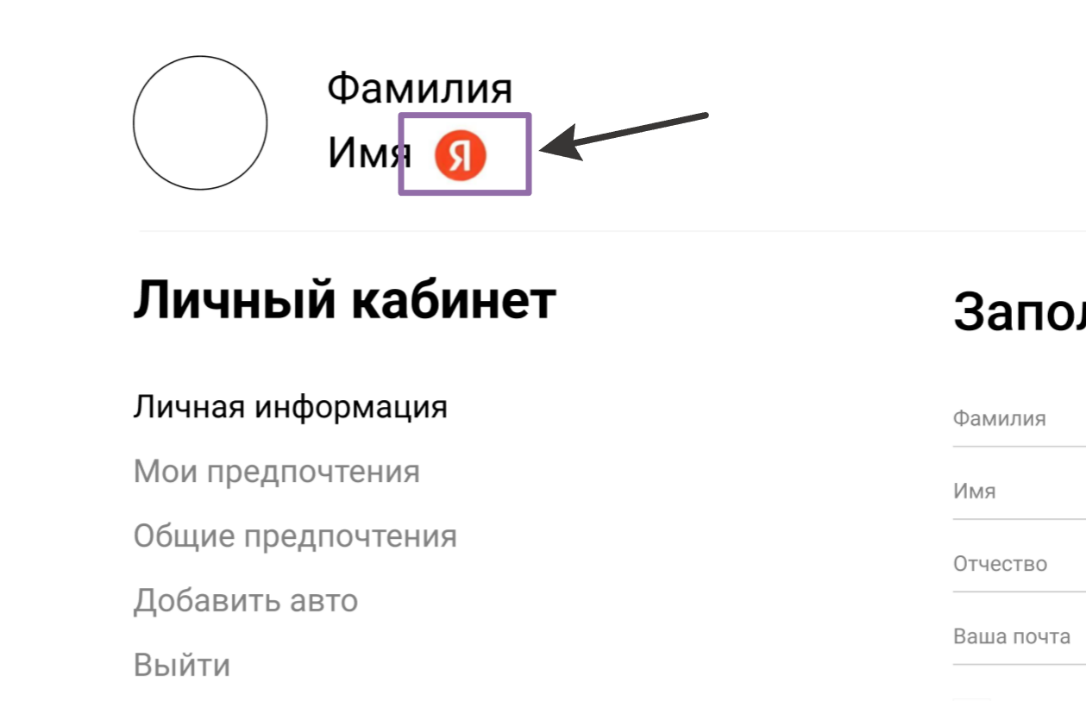 Фамилия
Имя Я
Личный кабинет
Личная информация
Мои предпочтения
Общие предпочтения
Добавить авто
Выйти
Запол
Фамилия
Имя
Отчество
Ваша почта